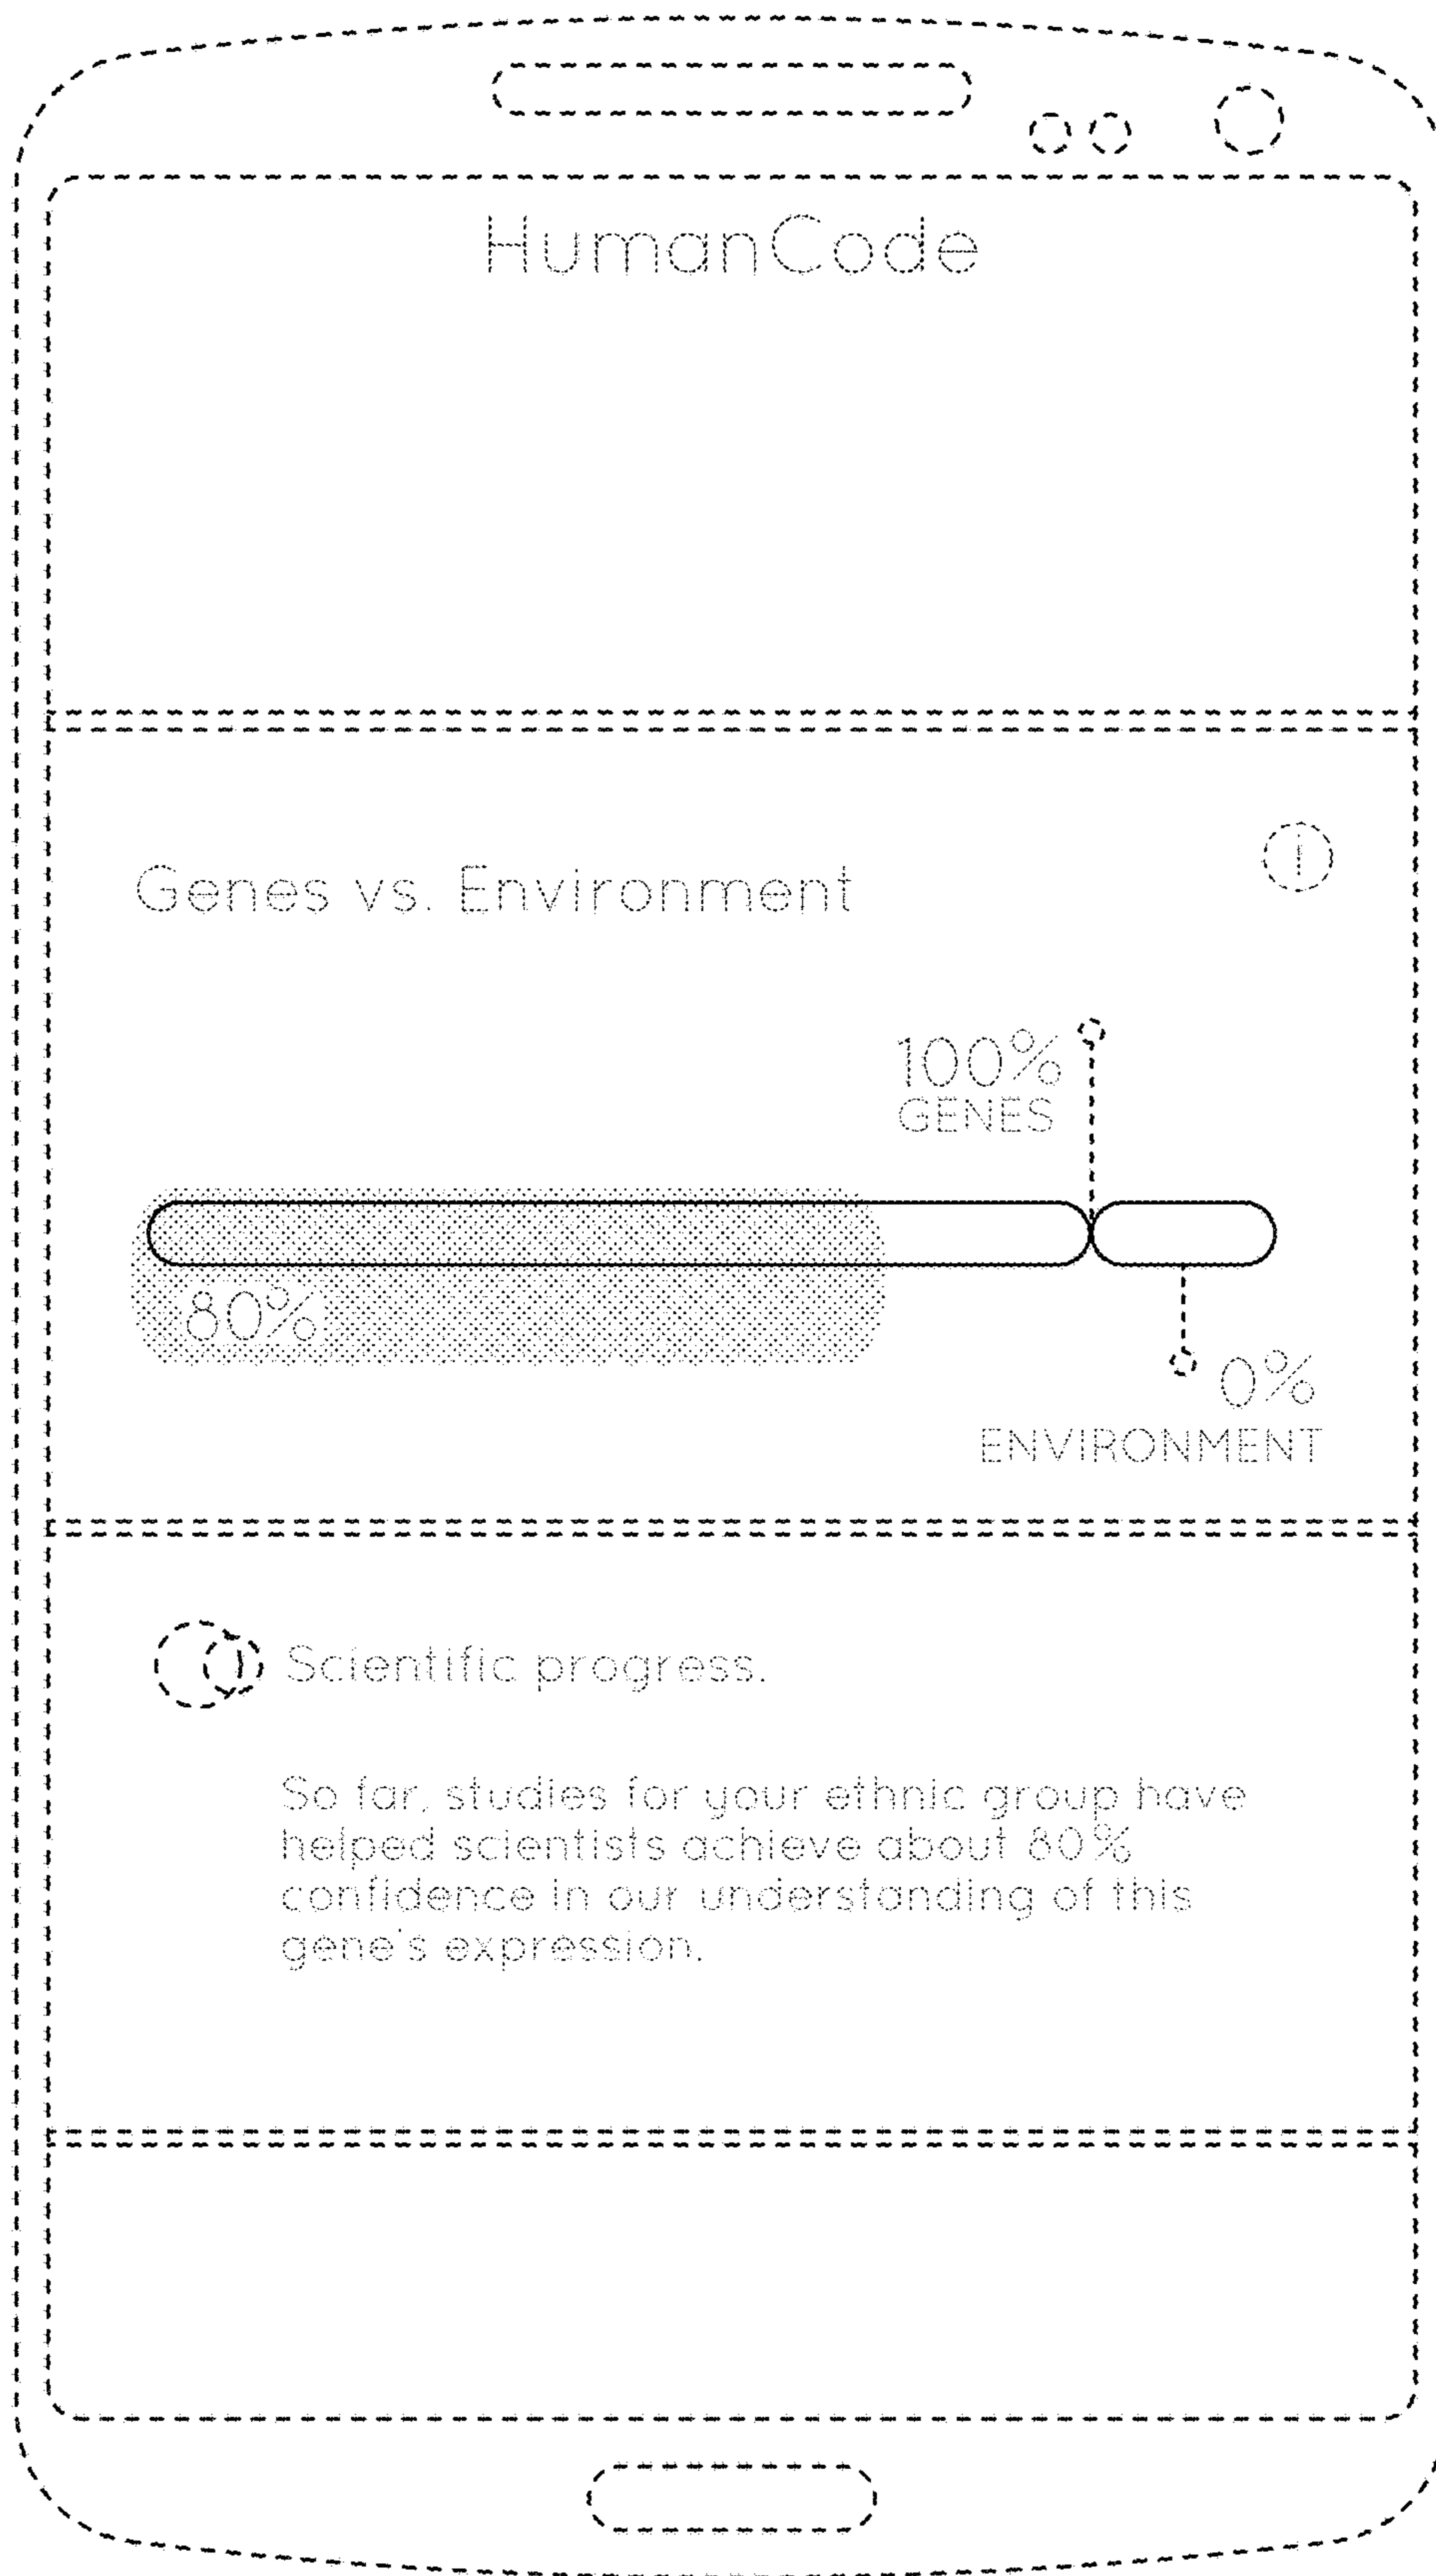 HumanCode
Genes vs. Environment
i
100%
GENES
80%
0%
ENVIRONMENT
Scientific progress.
So far, studies for your ethnic group have
helped scientists achieve about 80%
confidence in our understanding of this
gene's expression.